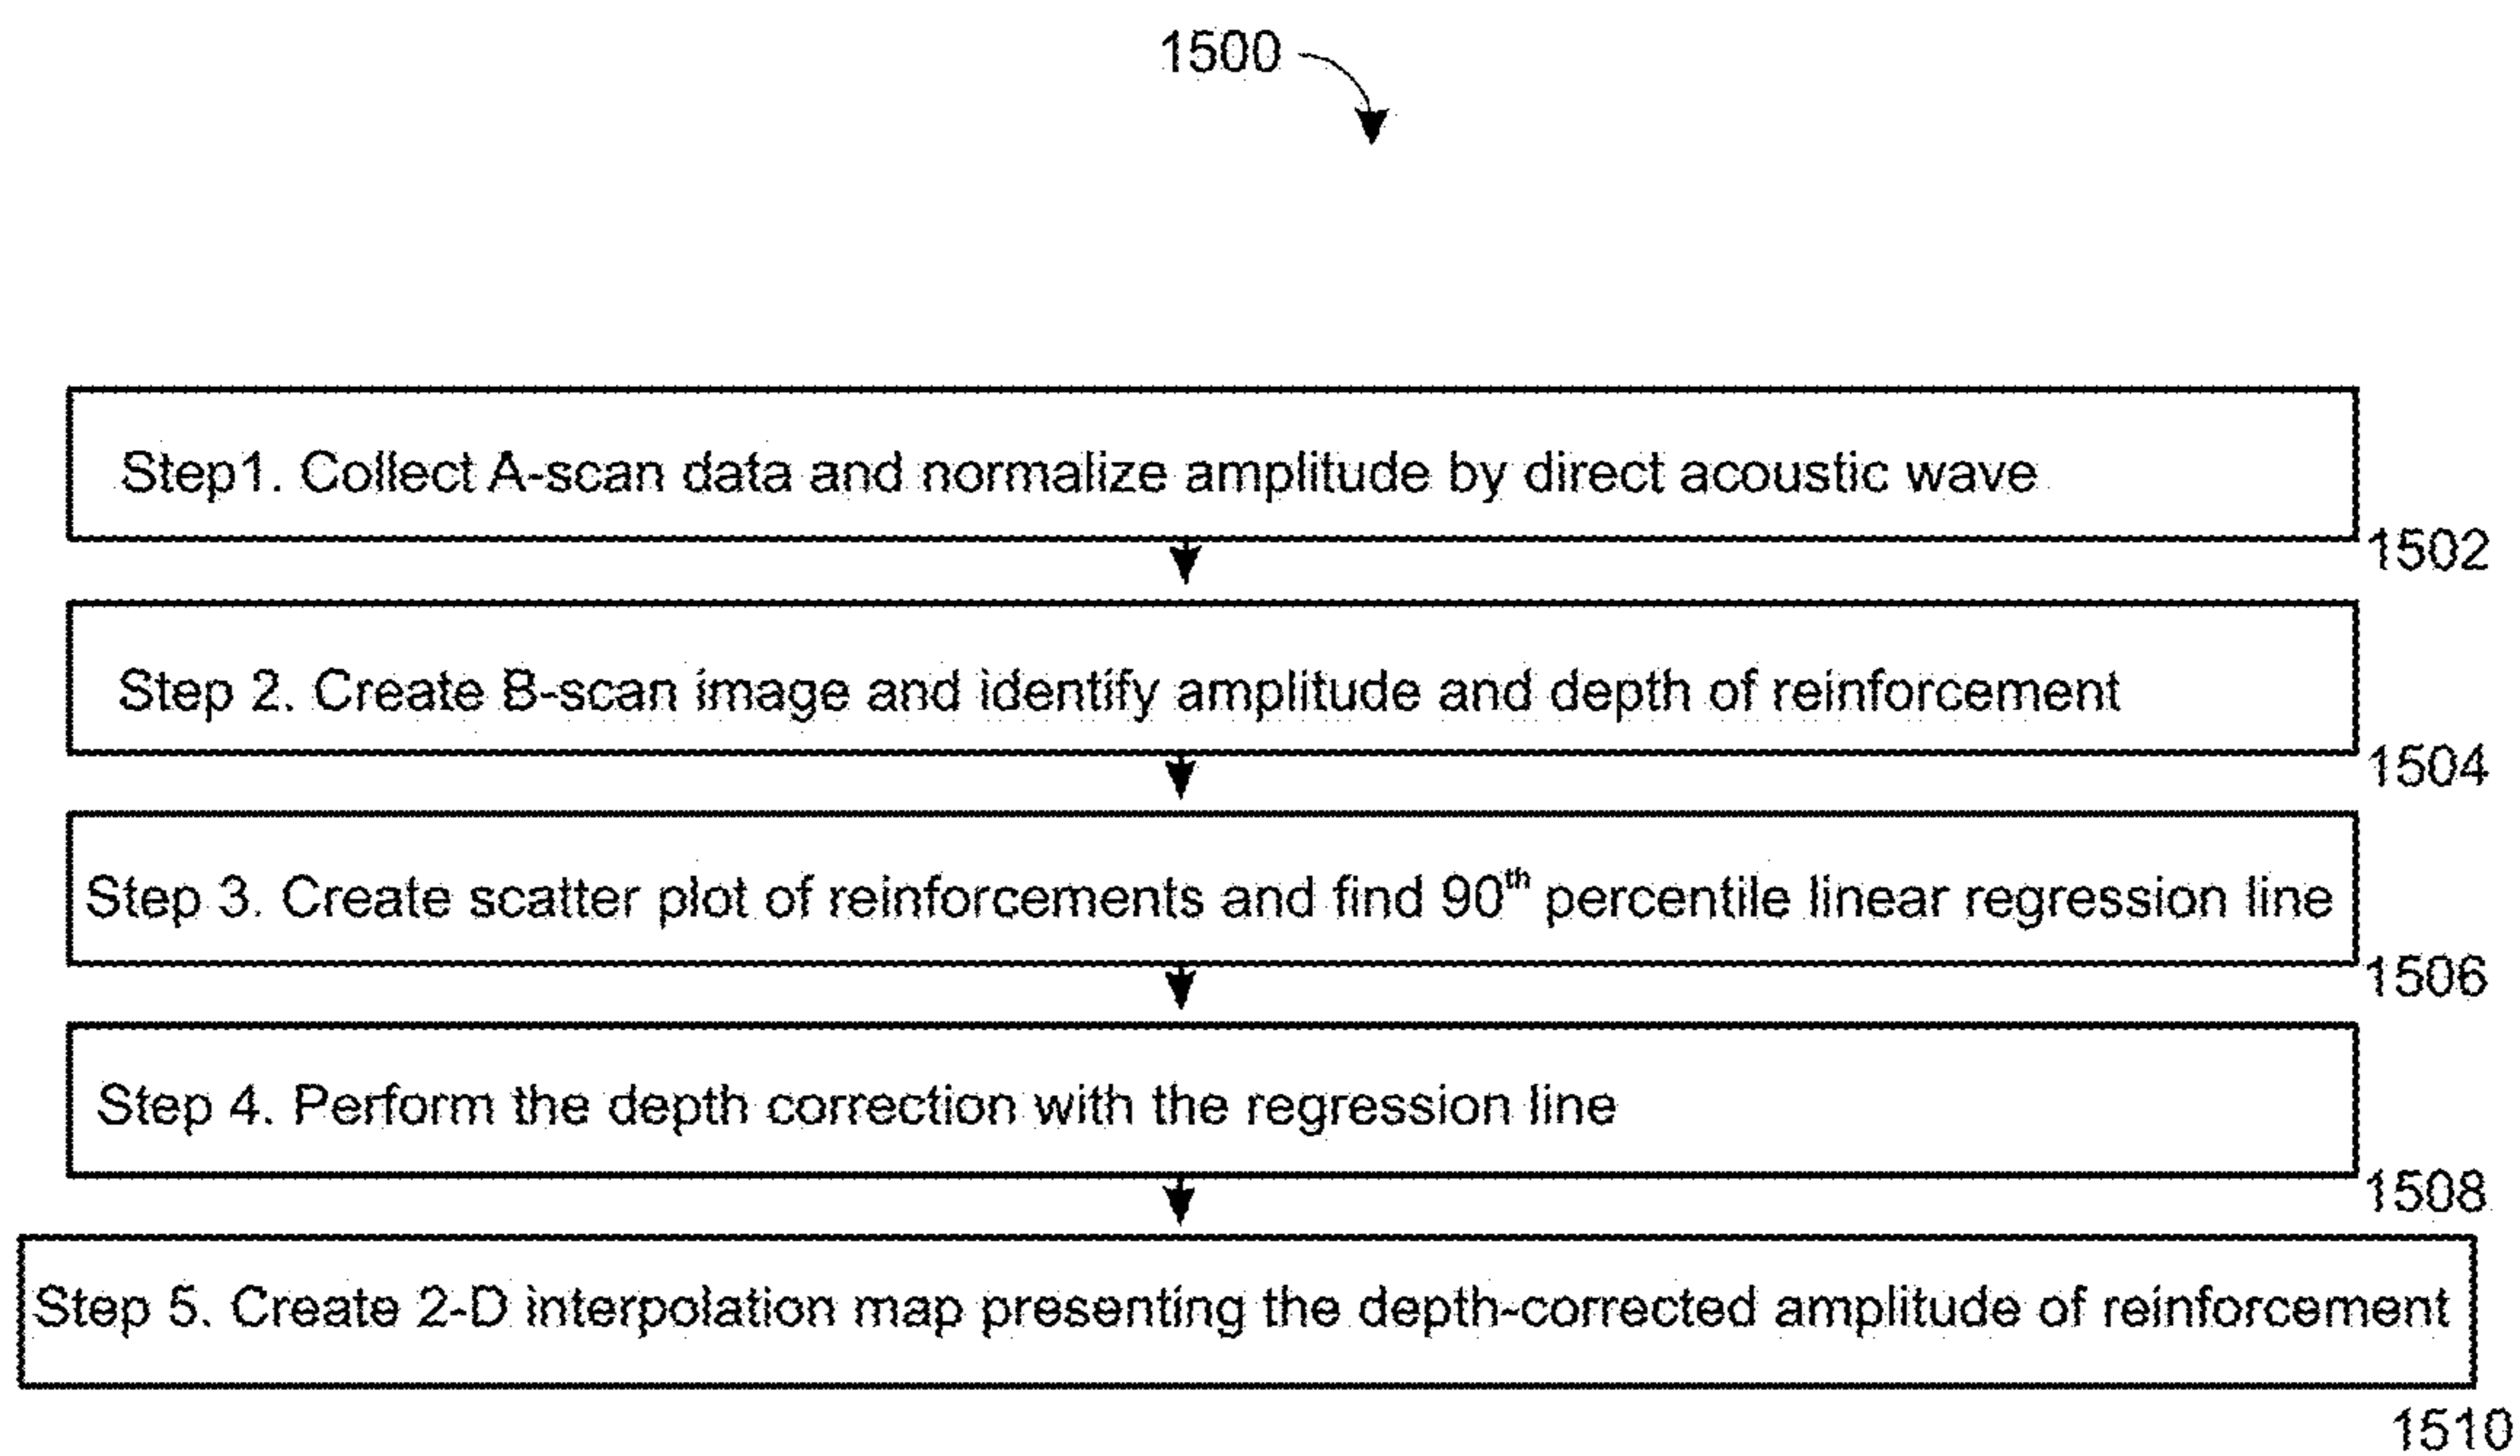 1500
Step1. Collect A-scan data and normalize amplitude by direct acoustic wave
1502
Step 2. Create B-scan image and identify amplitude and depth of reinforcement
1504
Step 3. Create scatter plot of reinforcements and find 90th percentile linear regression line
1506
Step 4. Perform the depth correction with the regression line
1508
Step 5. Create 2-D interpolation map presenting the depth-corrected amplitude of reinforcement
1510